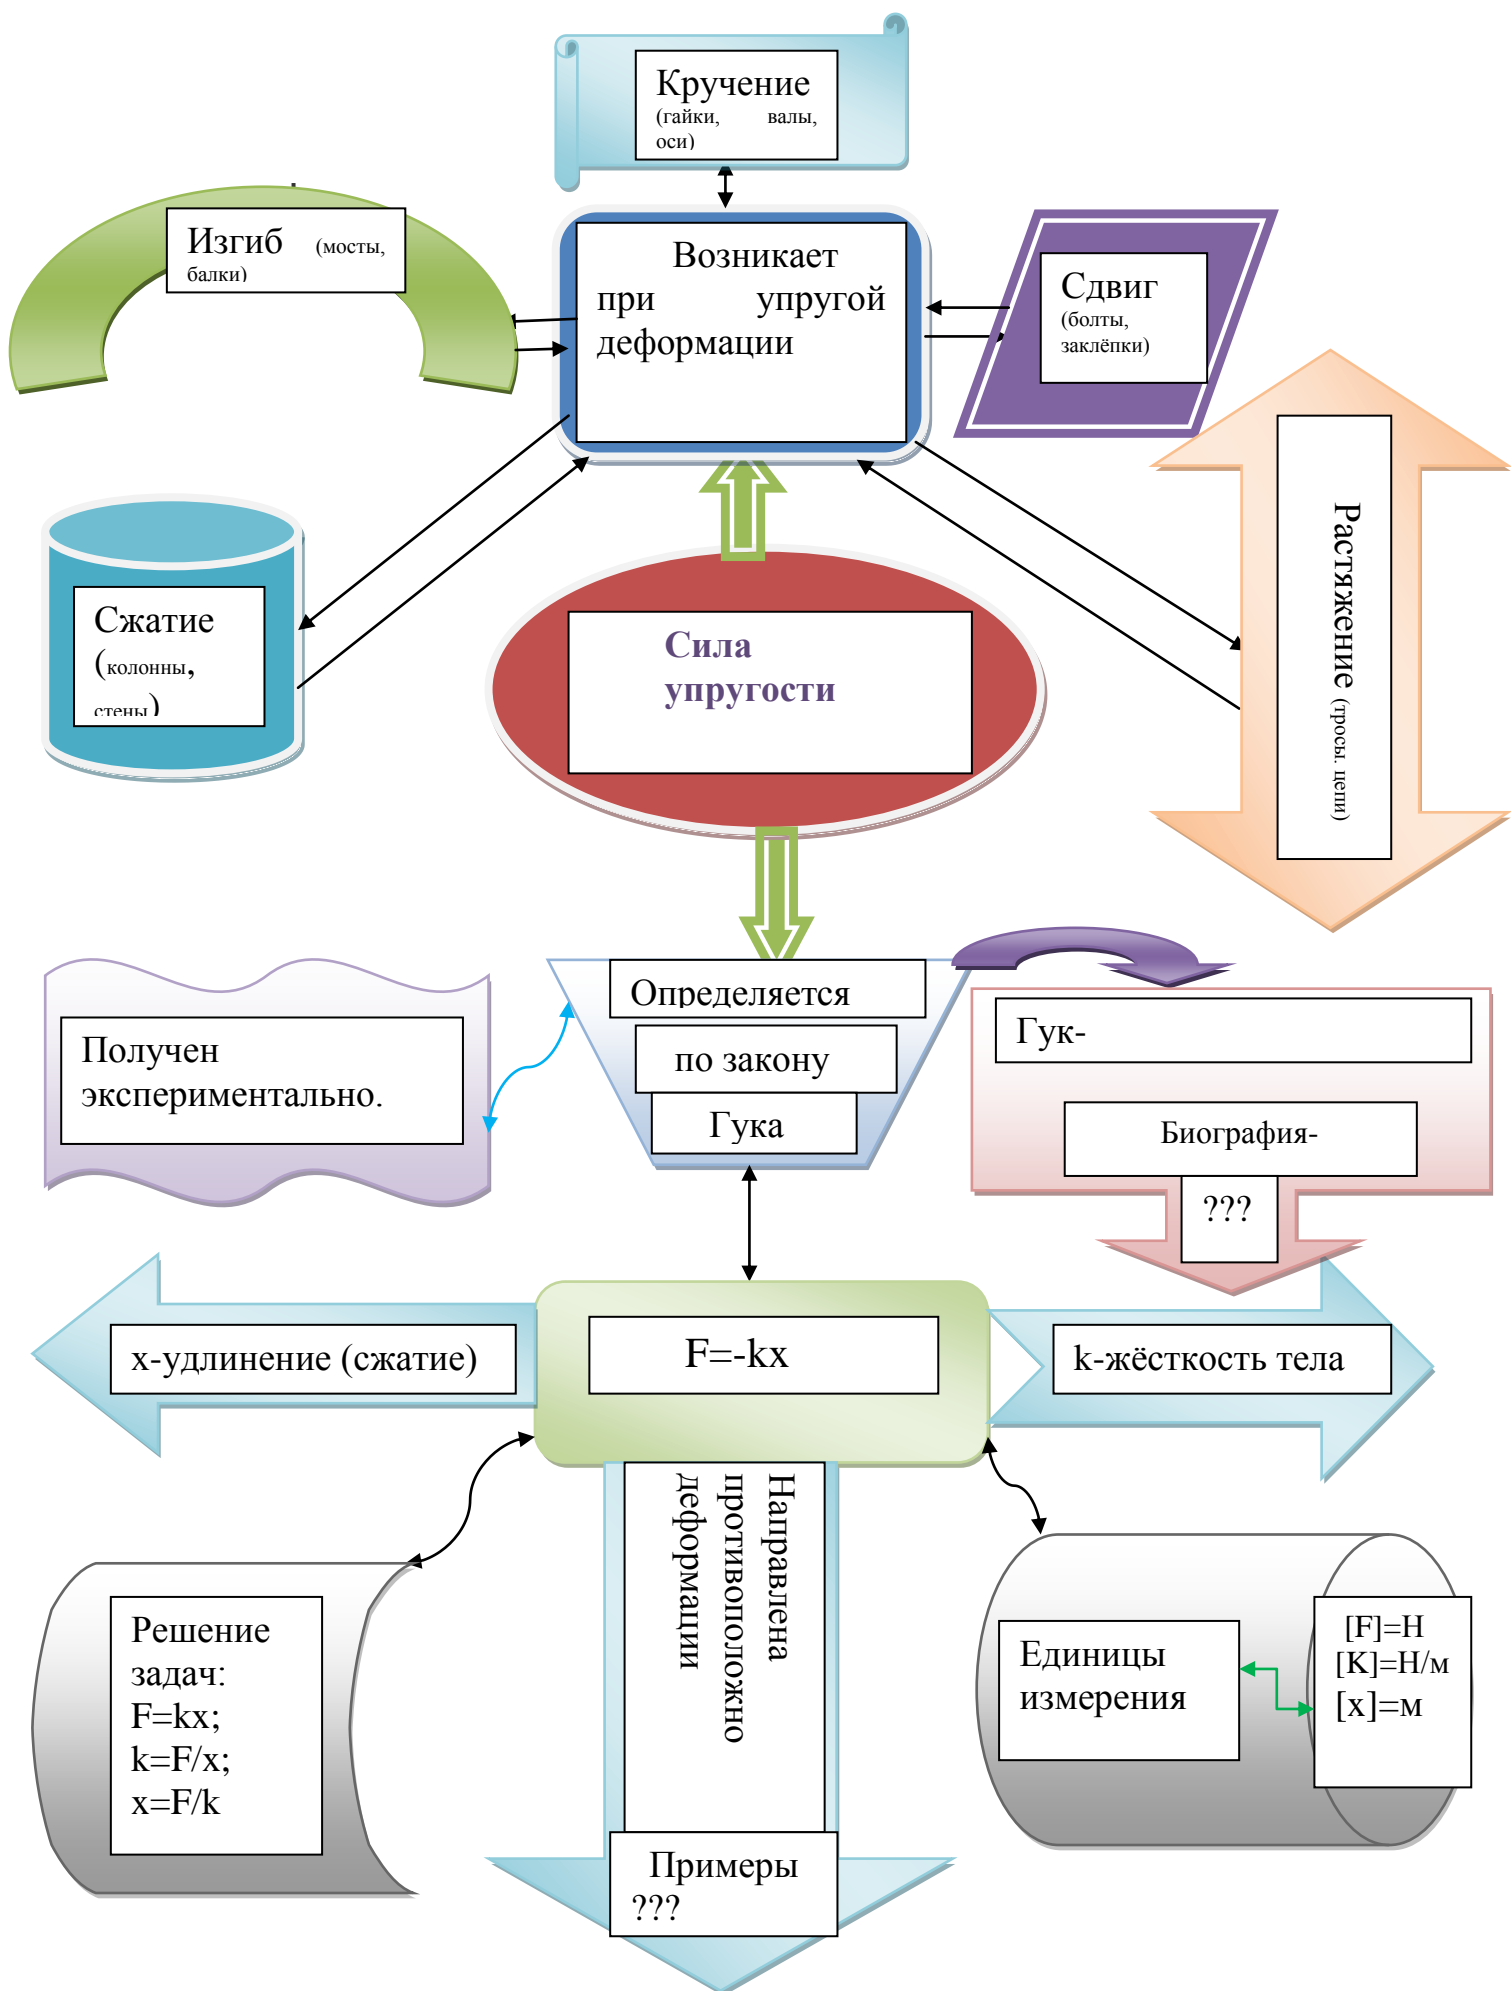 Кручение
(гайки, валы,
оси)
Изгиб (мосты,
балки)
Возникает
при упругой
деформации
Сдвиг
(болты,
заклёпки)
Растяжение (тросы. цепи)
Сжатие
(колонны,
стены)
Сила
упругости
Определяется
по закону
Гука
Получен
экспериментально.
Гук-
Биография-
???
x-удлинение (сжатие)
F=-kx
k-жёсткость тела
Направлена
противоположно
деформации
Примеры
???
Решение
задач:
F=kx;
k=F/x;
x=F/k
Единицы
измерения
[F]=Н
[K]=Н/м
[x]=м